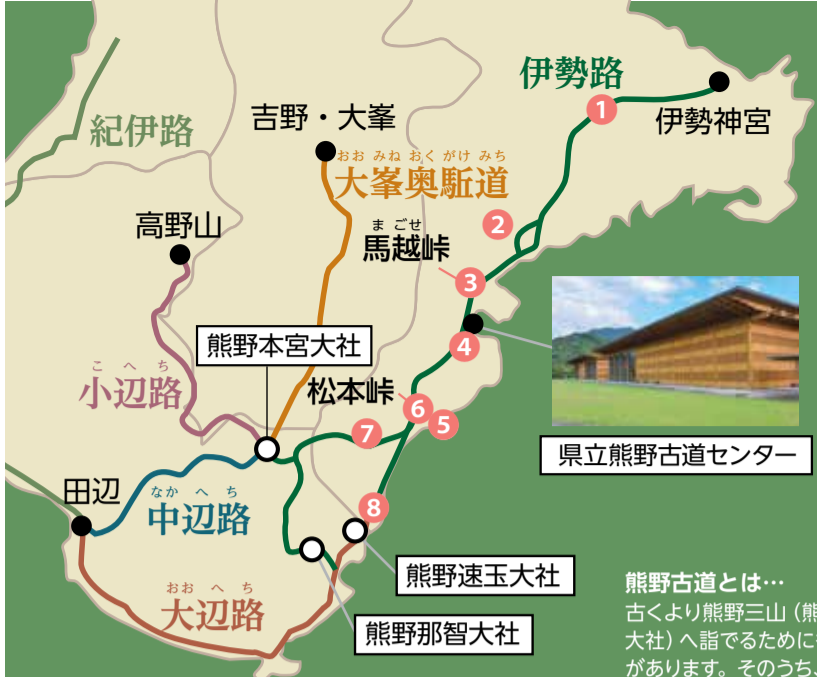 伊勢路
1
伊勢神宮
吉野・大峯
紀伊路
おおみねおくがけみち
大峯奥駈道
高野山
まごせ
馬越峠
2
3
熊野本宮大社
4
こへち
小辺路
松本峠
6
5
7
県立熊野古道センター
田辺
なかへち
中辺路
8
熊野速玉大社
おおへち
大辺路
熊野那智大社
熊野古道とは…
古くより熊野三山（熊
大社）へ詣でるために
があります。そのうち、